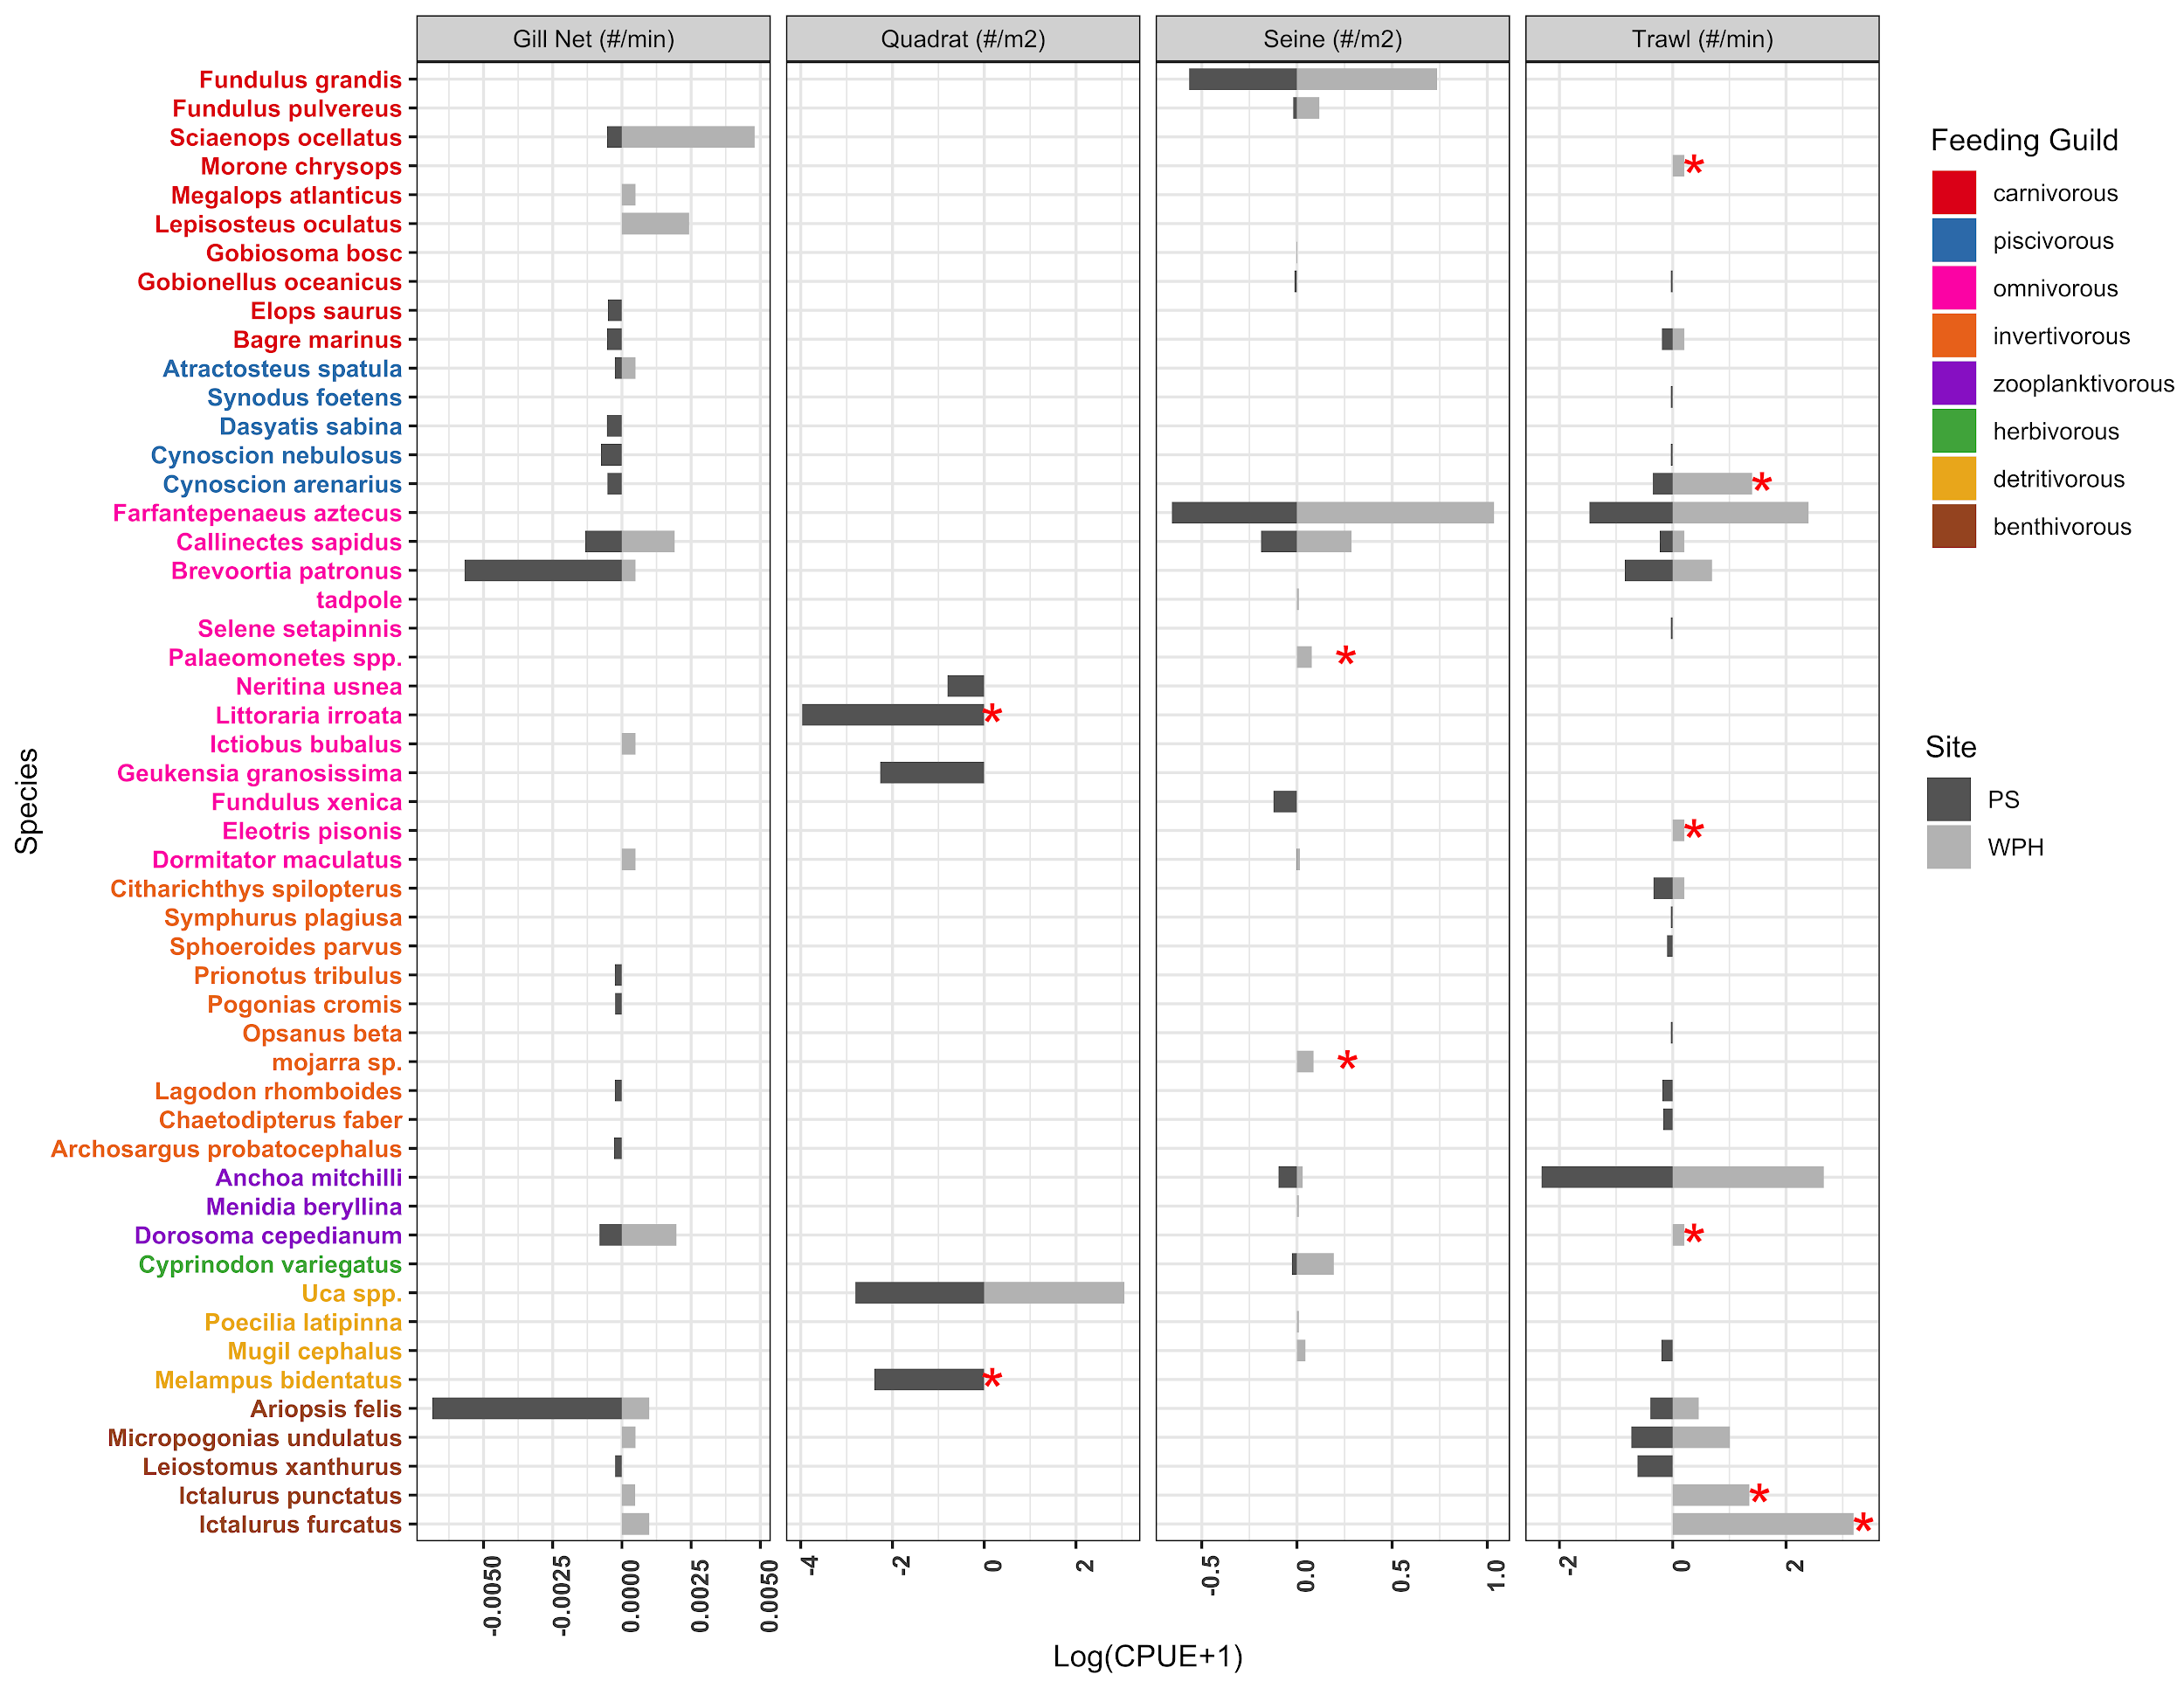 Gill Net (#/min)
Quadrat (#/m2)
Seine (#/m2)
Trawl (#/min)
Species
Fundulus grandis
Fundulus pulvereus
Sciaenops ocellatus
Morone chrysops
*
Megalops atlanticus
Lepisosteus oculatus
Gobiosoma bosc
Gobionellus oceanicus
Elops saurus
Bagre marinus
Atractosteus spatula
Synodus foetens
Dasyatis sabina
Cynoscion nebulosus
Cynoscion arenarius
*
Farfantepenaeus aztecus
Callinectes sapidus
Brevoortia patronus
tadpole
Selene setapinnis
Palaeomonetes spp.
*
Neritina usnea
Littoraria irroata
*
Ictiobus bubalus
Geukensia granosissima
Fundulus xenica
Eleotris pisonis
*
Dormitator maculatus
Citharichthys spilopterus
Symphurus plagiusa
Sphoeroides parvus
Prionotus tribulus
Pogonias cromis
Opsanus beta
mojarra sp.
*
Lagodon rhomboides
Chaetodipterus faber
Archosargus probatocephalus
Anchoa mitchilli
Menidia beryllina
Dorosoma cepedianum
*
Cyprinodon variegatus
Uca spp.
Poecilia latipinna
Mugil cephalus
Melampus bidentatus
*
Ariopsis felis
Micropogonias undulatus
Leiostomus xanthurus
Ictalurus punctatus
*
Ictalurus furcatus
*
-0.0050
-0.0025
0.0000
0.0025
0.0050
-4
-2
0
2
-0.5
0.0
0.5
1.0
-2
0
2
Log(CPUE+1)
Feeding Guild
carnivorous
piscivorous
omnivorous
invertivorous
zooplanktivorous
herbivorous
detritivorous
benthivorous
Site
PS
WPH